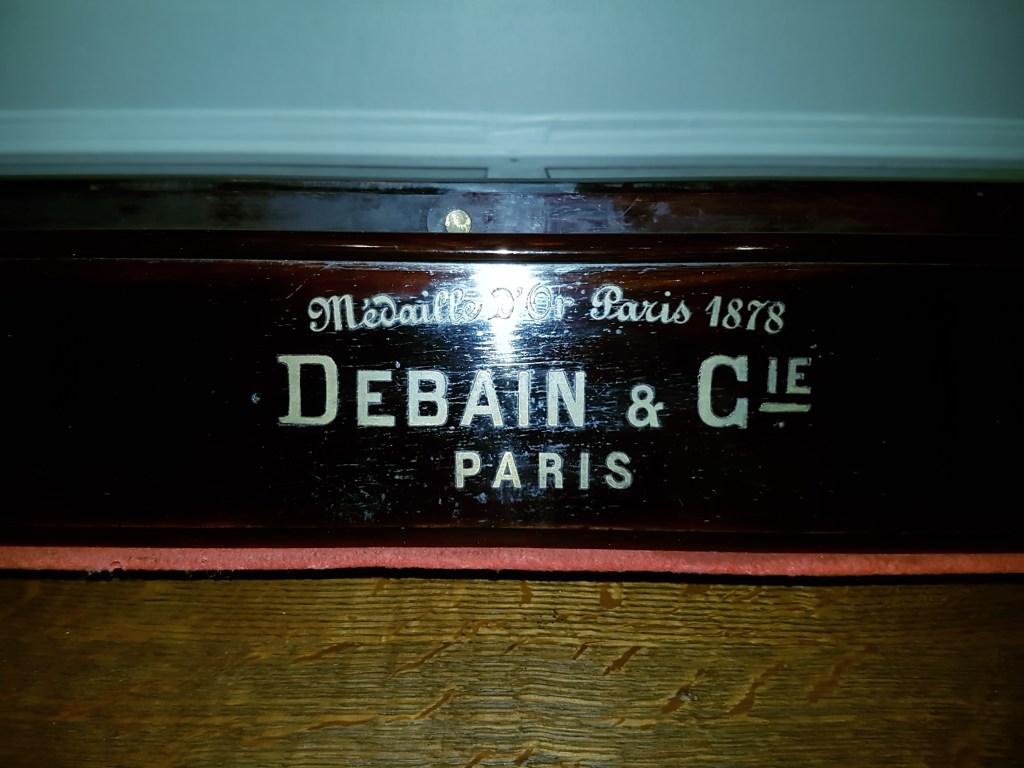 Médaille d'Or Paris 1878
DEBAIN & CIE
PARIS